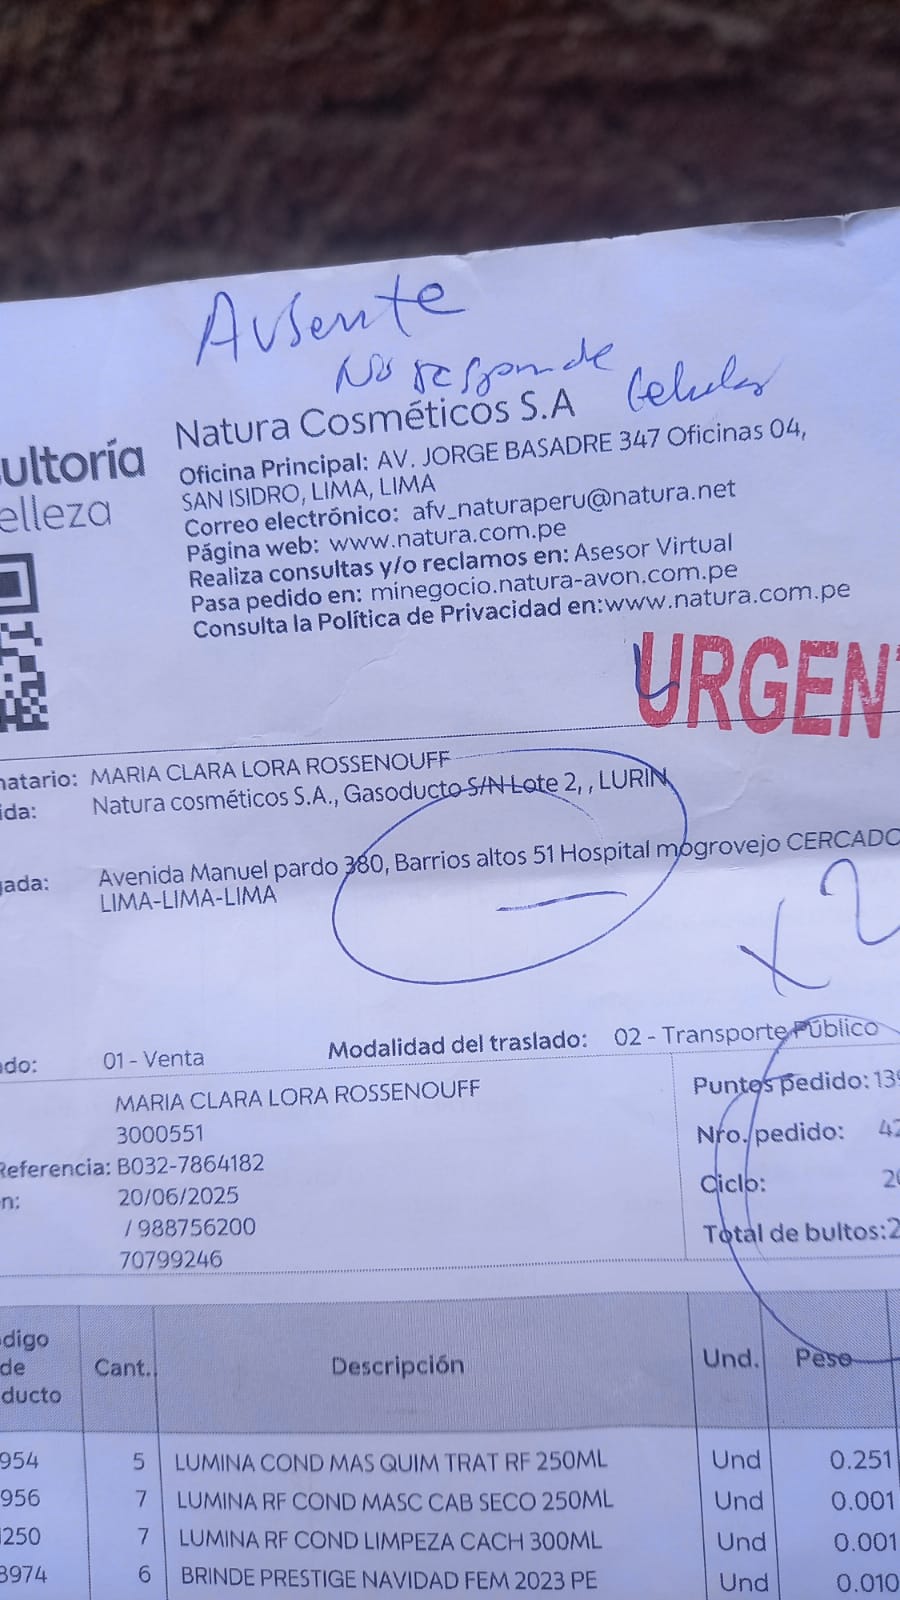 Ausente
No responde Celular
Natura Cosméticos S.A
ultoría
elleza
Oficina Principal: AV. JORGE BASADRE 347 Oficinas 04,
SAN ISIDRO, LIMA, LIMA
Correo electrónico: afv_naturaperu@natura.net
Página web: www.natura.com.pe
Realiza consultas y/o reclamos en: Asesor Virtual
Pasa pedido en: minegocio.natura-avon.com.pe
Consulta la Política de Privacidad en:www.natura.com.pe
URGENT
natario: MARIA CLARA LORA ROSSENOUFF
ida: Natura cosméticos S.A., Gasoducto S/N Lote 2, , LURIN
gada: Avenida Manuel pardo 380, Barrios altos 51 Hospital mogrovejo CERCADO
LIMA-LIMA-LIMA
x2
do: 01 - Venta Modalidad del traslado: 02 - Transporte Público
MARIA CLARA LORA ROSSENOUFF Puntos pedido: 139
3000551 Nro. pedido: 42
Referencia: B032-7864182
n: 20/06/2025 Ciclo: 20
/ 988756200 Total de bultos:2
70799246
digo de ducto Cant. Descripción Und. Peso
954 5 LUMINA COND MAS QUIM TRAT RF 250ML Und 0.251
956 7 LUMINA RF COND MASC CAB SECO 250ML Und 0.001
250 7 LUMINA RF COND LIMPEZA CACH 300ML Und 0.001
3974 6 BRINDE PRESTIGE NAVIDAD FEM 2023 PE Und 0.010